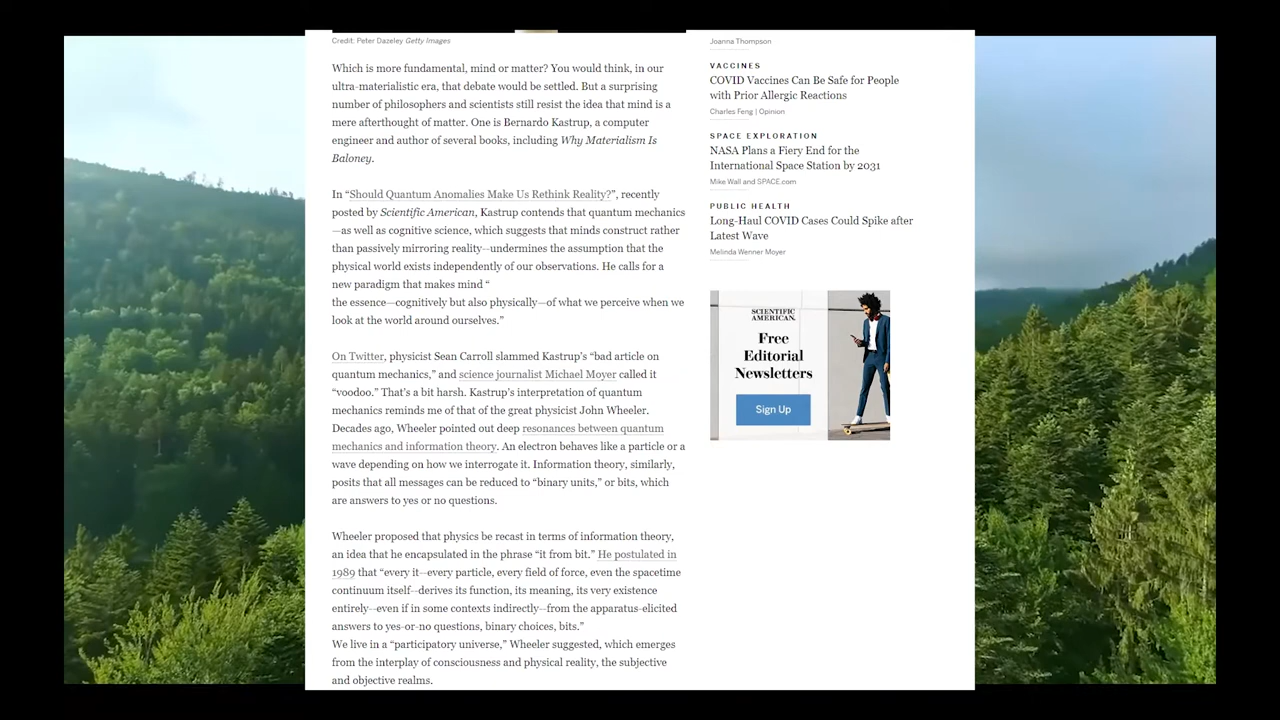 Credit: Peter Dazeley Getty Images
Which is more fundamental, mind or matter? You would think, in our
ultra-materialistic era, that debate would be settled. But a surprising
number of philosophers and scientists still resist the idea that mind is a
mere afterthought of matter. One is Bernardo Kastrup, a computer
engineer and author of several books, including Why Materialism Is
Baloney.
In “Should Quantum Anomalies Make Us Rethink Reality?”, recently
posted by Scientific American, Kastrup contends that quantum mechanics
—as well as cognitive science, which suggests that minds construct rather
than passively mirroring reality—undermines the assumption that the
physical world exists independently of our observations. He calls for a
new paradigm that makes mind “
the essence—cognitively but also physically—of what we perceive when we
look at the world around ourselves.”
On Twitter, physicist Sean Carroll slammed Kastrup’s “bad article on
quantum mechanics,” and science journalist Michael Moyer called it
“voodoo.” That’s a bit harsh. Kastrup’s interpretation of quantum
mechanics reminds me of that of the great physicist John Wheeler.
Decades ago, Wheeler pointed out deep resonances between quantum
mechanics and information theory. An electron behaves like a particle or a
wave depending on how we interrogate it. Information theory, similarly,
posits that all messages can be reduced to “binary units,” or bits, which
are answers to yes or no questions.
Wheeler proposed that physics be recast in terms of information theory,
an idea that he encapsulated in the phrase “it from bit.” He postulated in
1989 that “every it—every particle, every field of force, even the spacetime
continuum itself—derives its function, its meaning, its very existence
entirely—even if in some contexts indirectly—from the apparatus-elicited
answers to yes-or-no questions, binary choices, bits.”
We live in a “participatory universe,” Wheeler suggested, which emerges
from the interplay of consciousness and physical reality, the subjective
and objective realms.
Joanna Thompson
VACCINES
COVID Vaccines Can Be Safe for People
with Prior Allergic Reactions
Charles Feng | Opinion
SPACE EXPLORATION
NASA Plans a Fiery End for the
International Space Station by 2031
Mike Wall and SPACE.com
PUBLIC HEALTH
Long-Haul COVID Cases Could Spike after
Latest Wave
Melinda Wenner Moyer
SCIENTIFIC
AMERICAN.
Free
Editorial
Newsletters
Sign Up